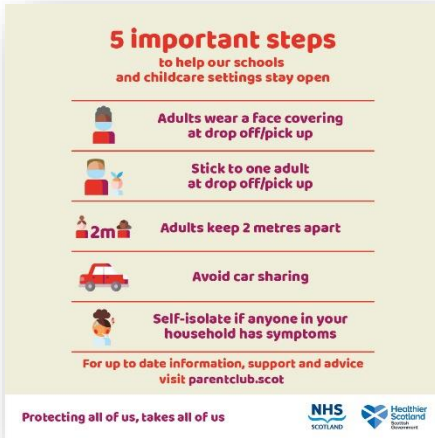 5 important steps
to help our schools
and childcare settings stay open
Adults wear a face covering
at drop off/pick up
Stick to one adult
at drop off/pick up
2m
Adults keep 2 metres apart
Avoid car sharing
Self-isolate if anyone in your
household has symptoms
For up to date information, support and advice
visit parentclub.scot
Protecting all of us, takes all of us
NHS
SCOTLAND
Healthier
Scotland
Scottish
Government